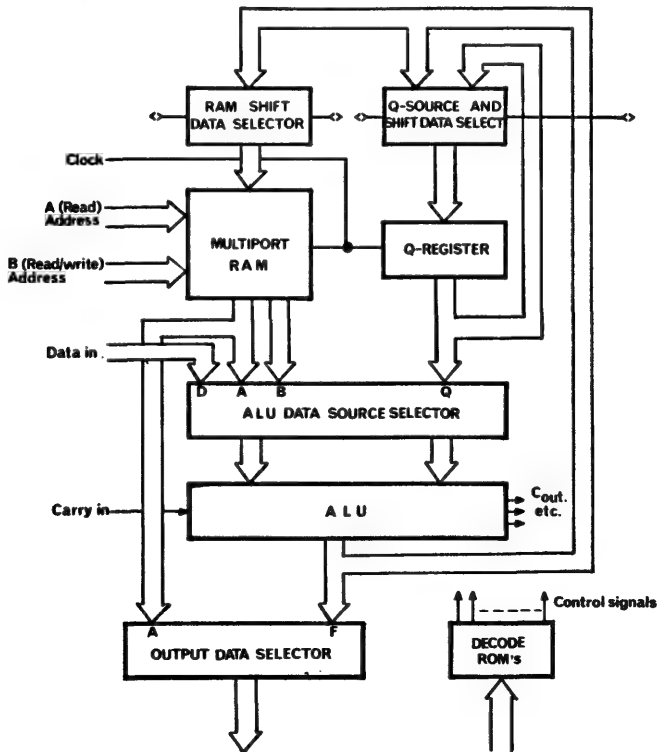 RAM SHIFT
DATA SELECTOR
Q-SOURCE AND
SHIFT DATA SELECT
Clock
A (Read)
Address
MULTIPORT
RAM
Q-REGISTER
B (Read/write)
Address
Data in .
D
A
B
Q
ALU DATA SOURCE SELECTOR
Carry in
ALU
Cout.
etc.
Control signals
A
F
OUTPUT DATA SELECTOR
DECODE
ROM's